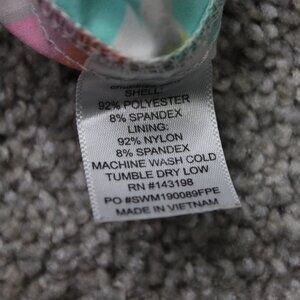 SHELL:
92% POLYESTER
8% SPANDEX
LINING:
92% NYLON
8% SPANDEX
MACHINE WASH COLD
TUMBLE DRY LOW
RN #143198
PO #SWM190089FPE
MADE IN VIETNAM